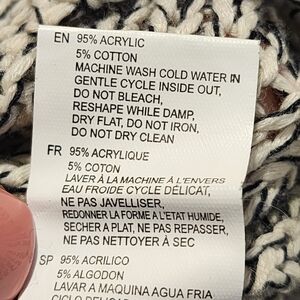 EN 95% ACRYLIC
5% COTTON
MACHINE WASH COLD WATER IN
GENTLE CYCLE INSIDE OUT,
DO NOT BLEACH,
RESHAPE WHILE DAMP,
DRY FLAT, DO NOT IRON,
DO NOT DRY CLEAN
FR 95% ACRYLIQUE
5% COTON
LAVER À LA MACHINE À L'ENVERS
EAU FROIDE CYCLE DÉLICAT,
NE PAS JAVELLISER,
REDONNER LA FORME A L'ETAT HUMIDE,
SECHER A PLAT, NE PAS REPASSER,
NE PAS NETTOYER À SEC
SP 95% ACRILICO
5% ALGODON
LAVAR A MAQUINA AGUA FRIA
CICLO DELICAD